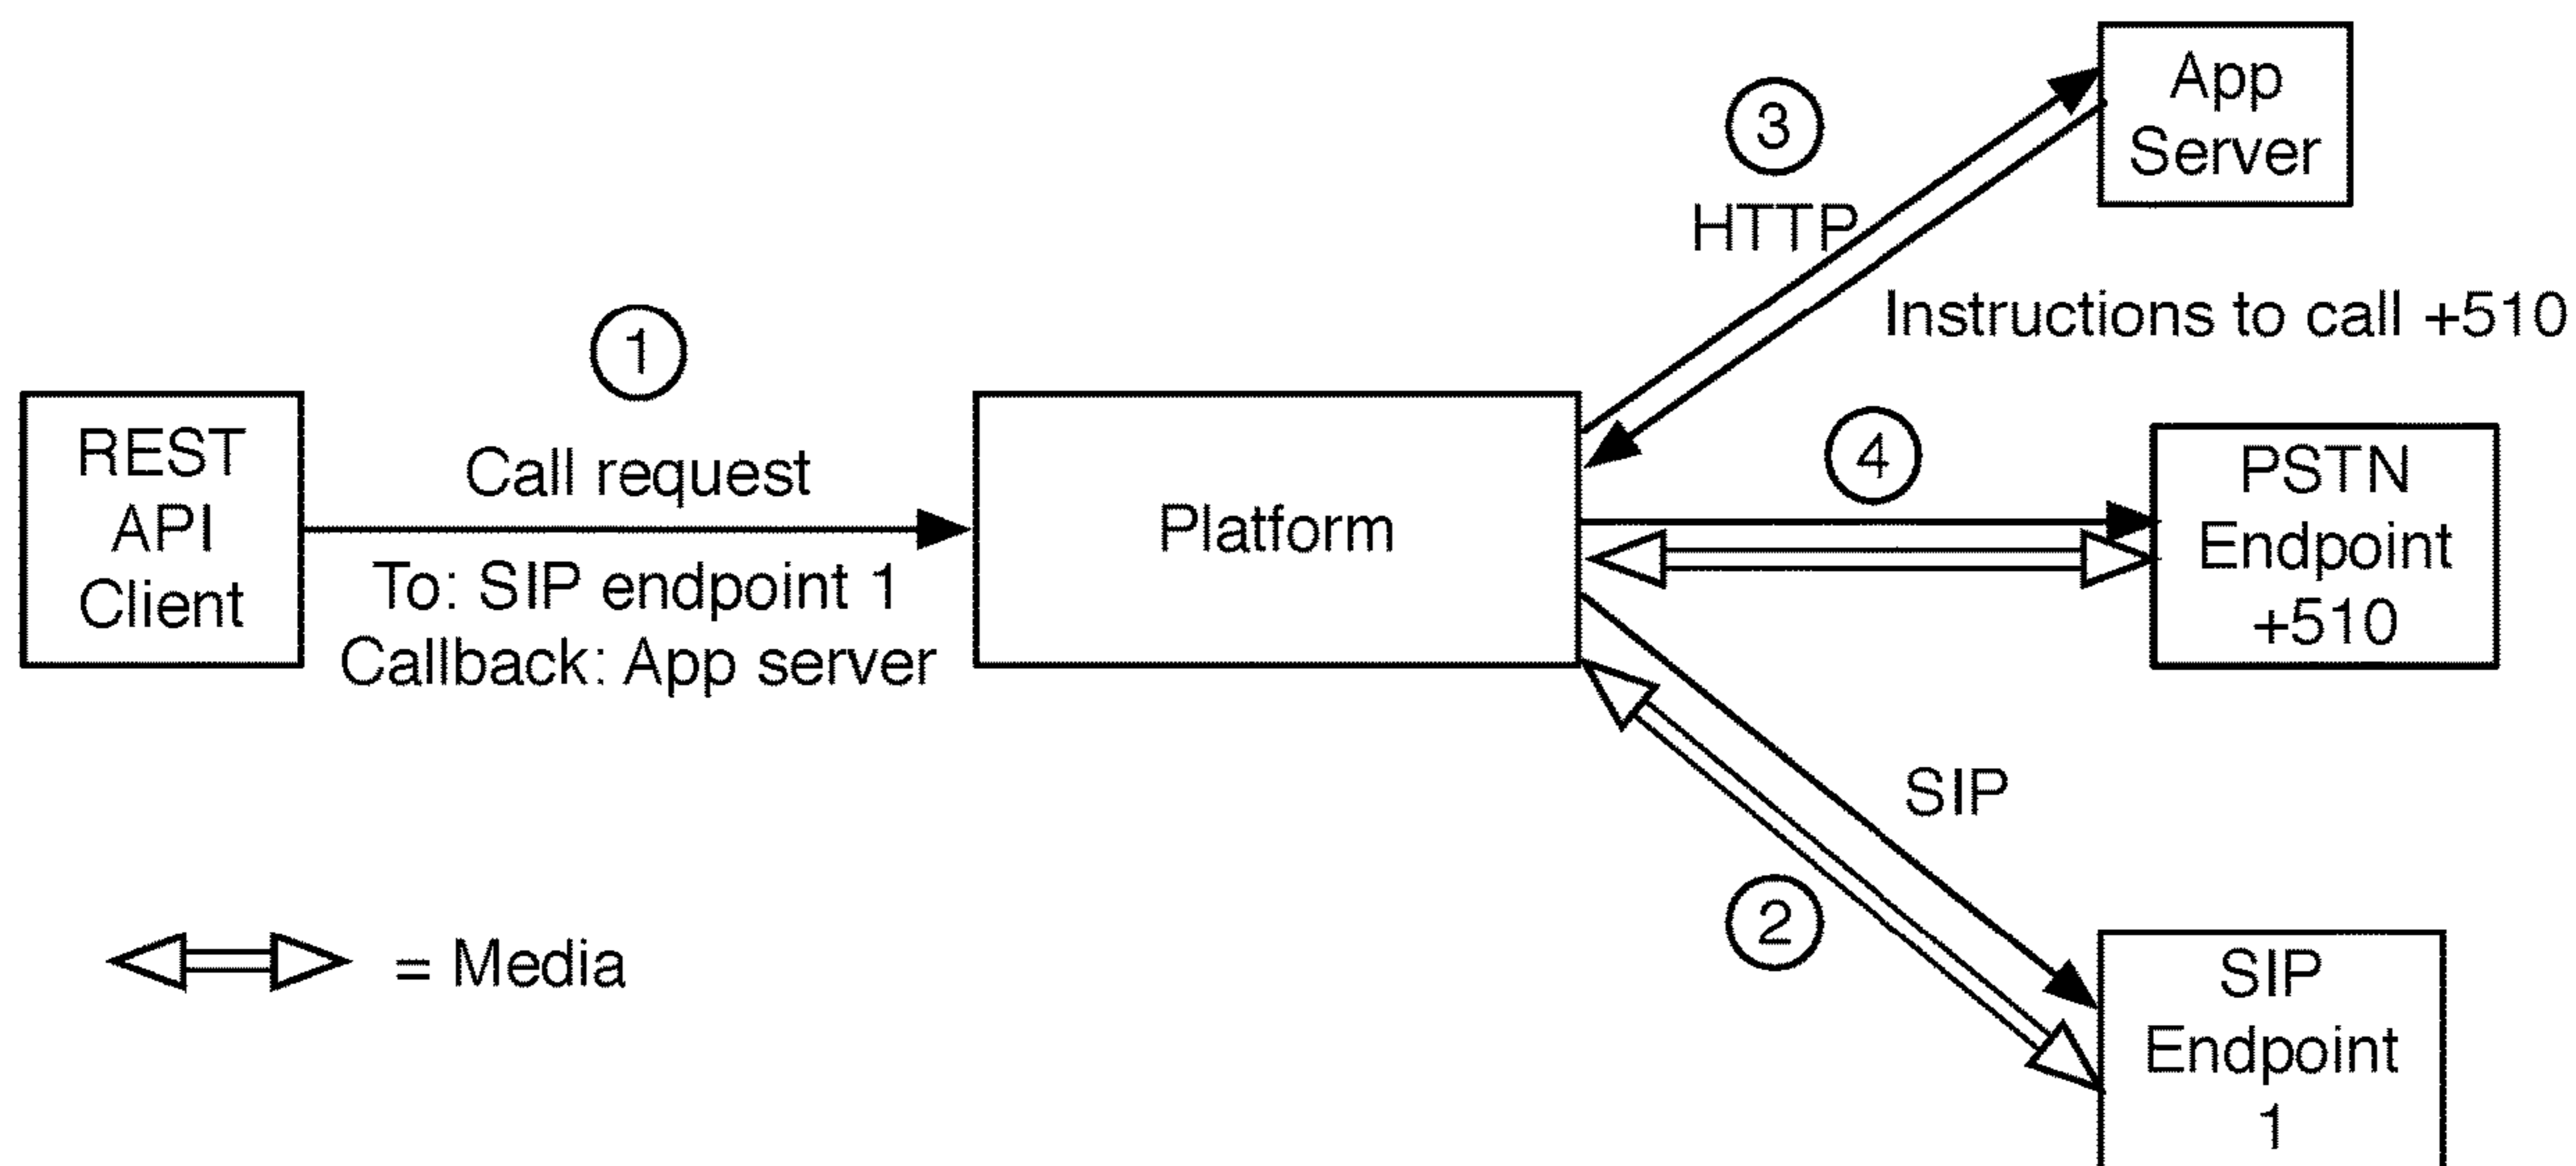 App
Server
3
HTTP
Instructions to call +510
1
REST
API
Client
Call request
To: SIP endpoint 1
Callback: App server
Platform
4
PSTN
Endpoint
+510
SIP
2
= Media
SIP
Endpoint
1